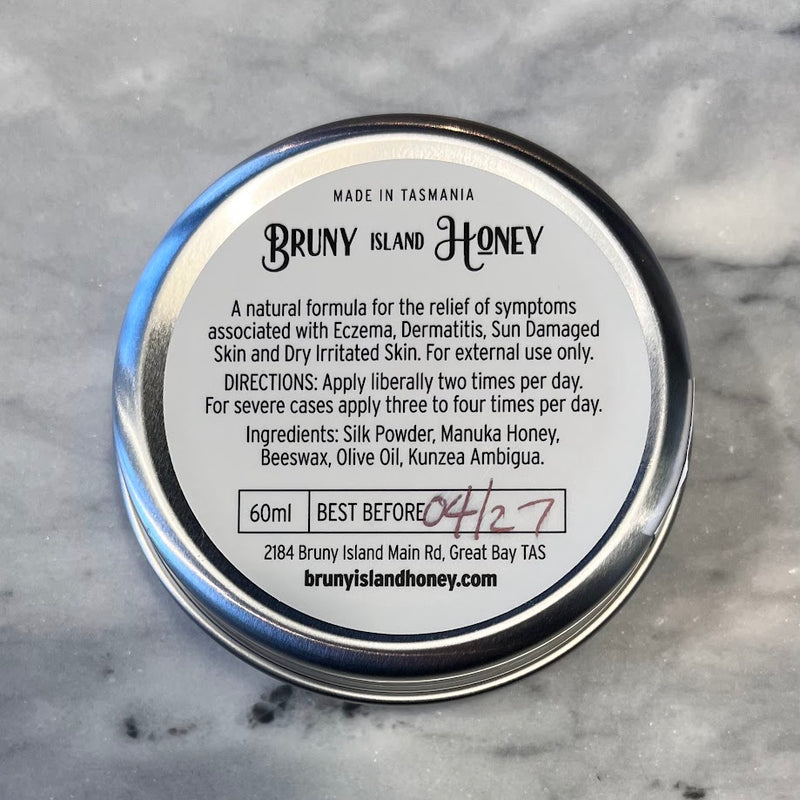 MADE IN TASMANIA
BRUNY ISLAND HONEY
A natural formula for the relief of symptoms
associated with Eczema, Dermatitis, Sun Damaged
Skin and Dry Irritated Skin. For external use only.
DIRECTIONS: Apply liberally two times per day.
For severe cases apply three to four times per day.
Ingredients: Silk Powder, Manuka Honey,
Beeswax, Olive Oil, Kunzea Ambigua.
60ml BEST BEFORE 04/27
2184 Bruny Island Main Rd, Great Bay TAS
brunyislandhoney.com